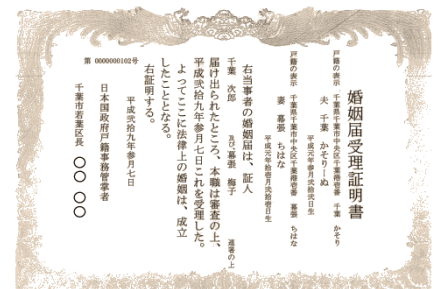 婚姻届受理証明書
戸籍の表示 千葉県千葉市中央区千葉港壱番 千葉 かそり
夫 千葉 かそりーぬ
平成元年参月弐拾弐日生
戸籍の表示 千葉県千葉市中央区千葉港壱番 幕張 ちはな
妻 幕張 ちはな
平成元年壱月弐拾壱日生
右当事者の婚姻届は、証人
千葉 次郎 及び、幕張 梅子 連署の上
届け出られたところ、本職は審査の上、
平成弐拾九年参月七日これを受理した。
よってここに法律上の婚姻は、成立
したこととなる。
右証明する。
平成弐拾九年参月七日
第 0000000102号
日本国政府戸籍事務管掌者
千葉市若葉区長 〇〇 〇〇